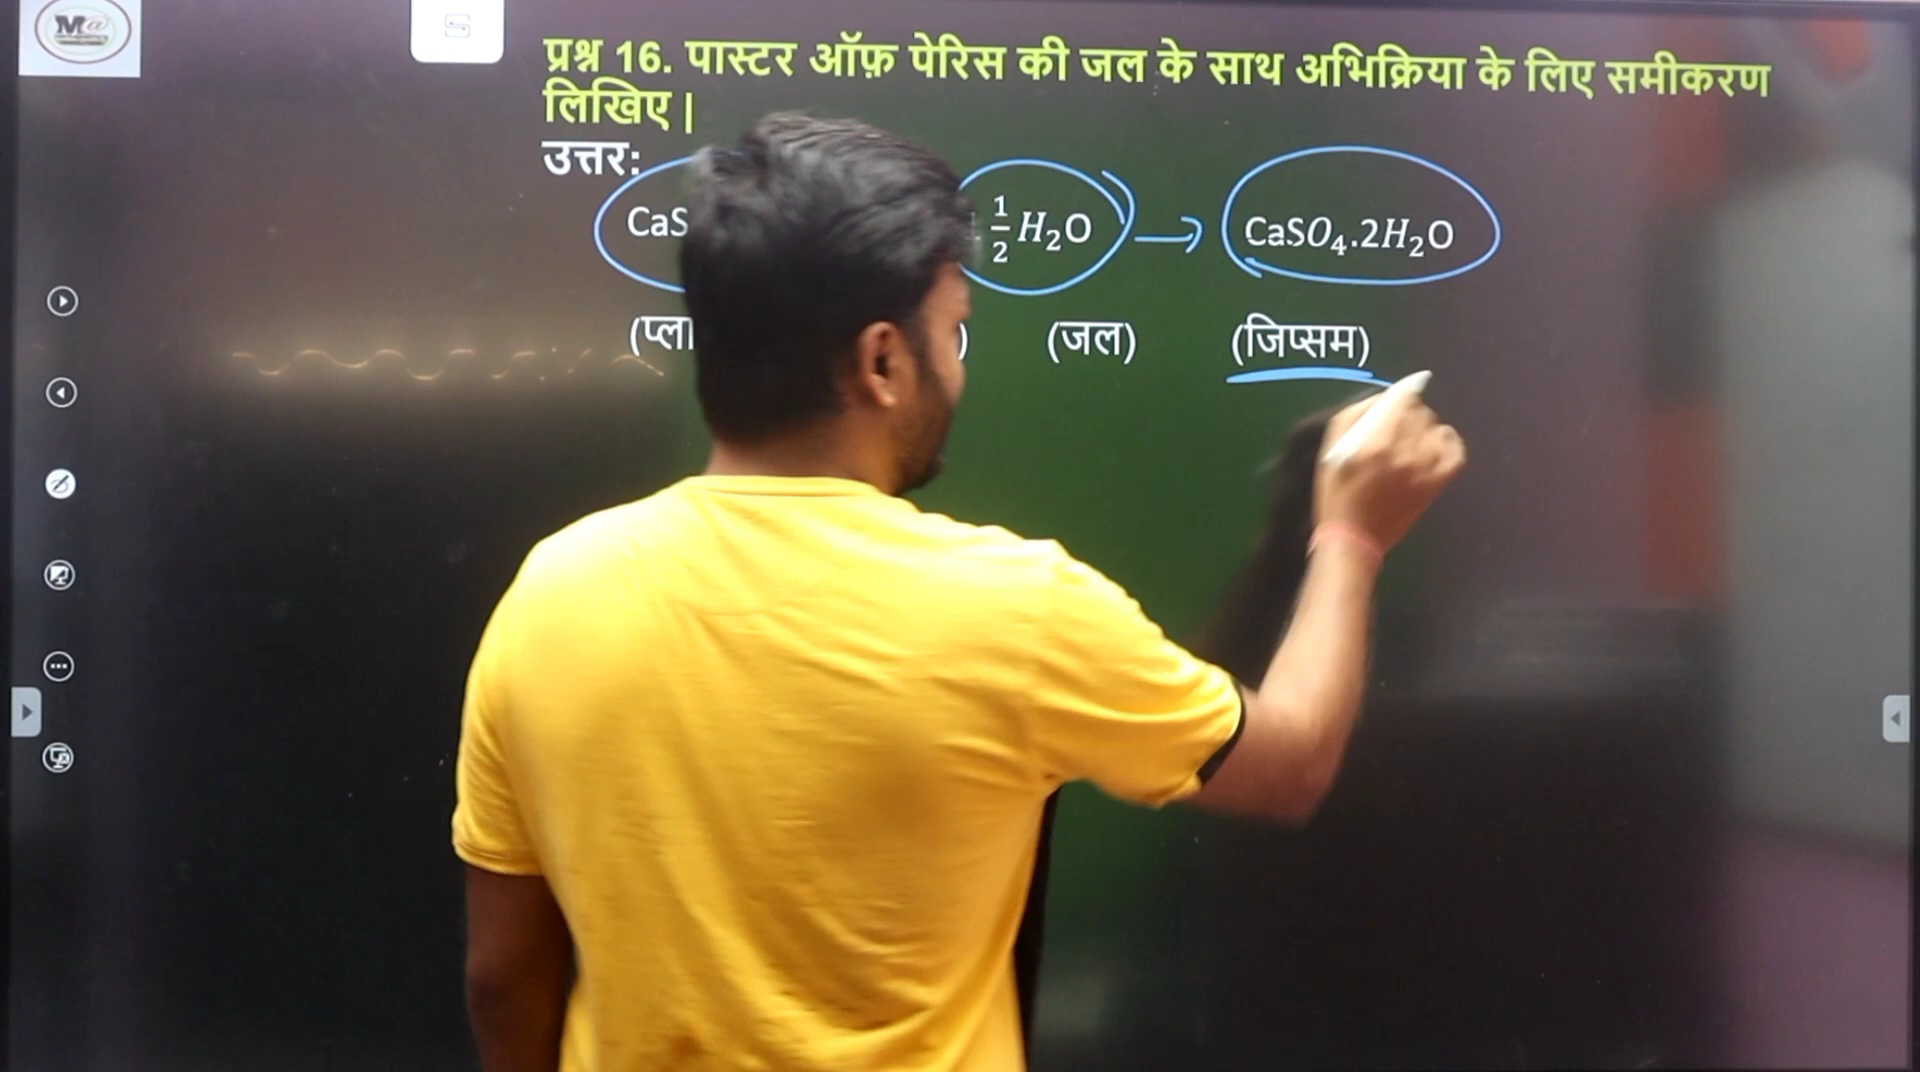 M@
प्रश्न 16. पास्टर ऑफ़ पेरिस की जल के साथ अभिक्रिया के लिए समीकरण
लिखिए |
उत्तर:
CaS 1/2 H₂O → CaSO₄.2H₂O
(प्ला ) (जल) (जिप्सम)